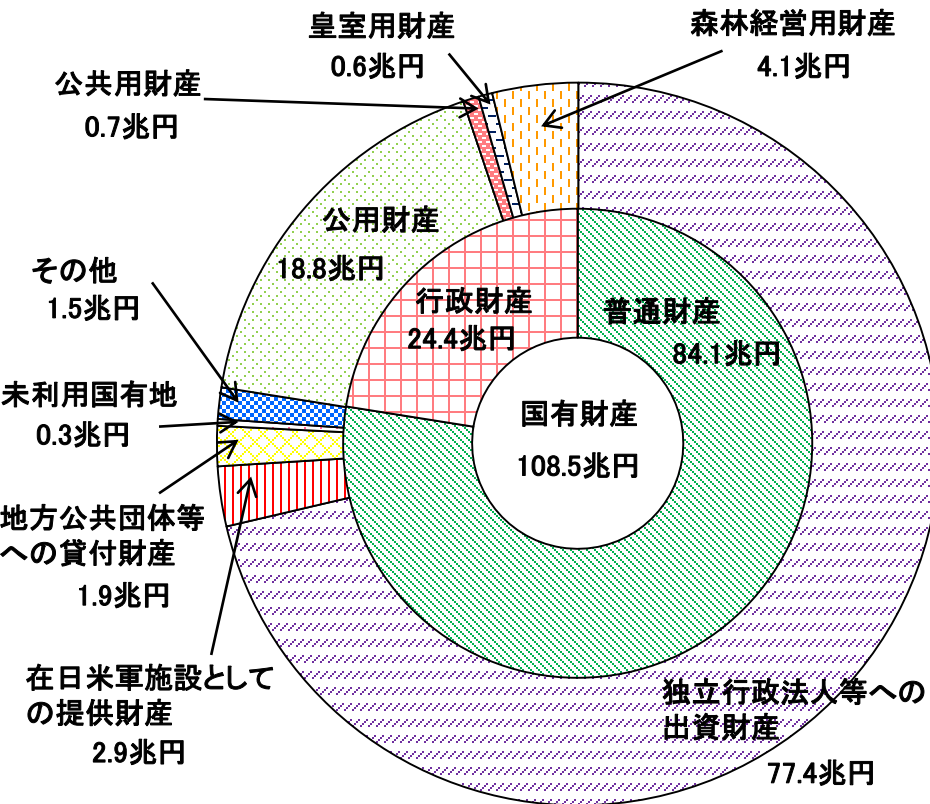 皇室用財産
0.6兆円
森林経営用財産
4.1兆円
公共用財産
0.7兆円
公用財産
18.8兆円
その他
1.5兆円
行政財産
24.4兆円
普通財産
84.1兆円
未利用国有地
0.3兆円
国有財産
108.5兆円
地方公共団体等
への貸付財産
1.9兆円
在日米軍施設として
の提供財産
2.9兆円
独立行政法人等への
出資財産
77.4兆円